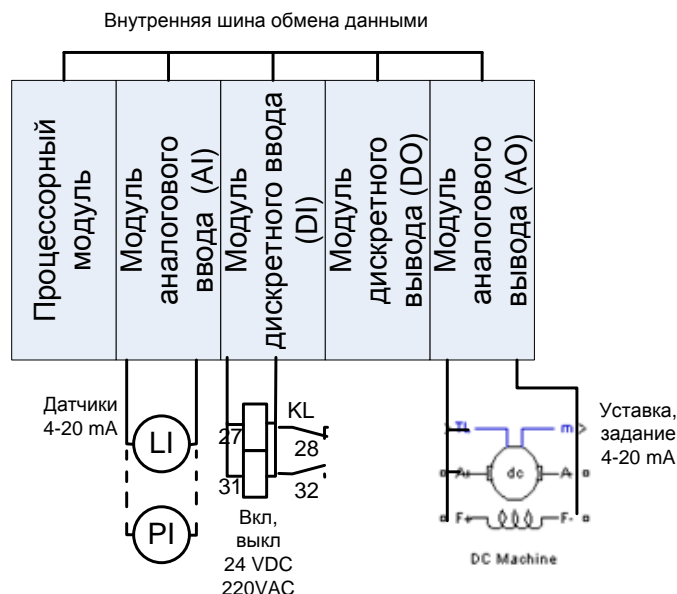 Внутренняя шина обмена данными
Процессорный
модуль
Модуль
аналогового
ввода (AI)
Модуль
дискретного ввода
(DI)
Модуль
дискретного
вывода (DO)
Модуль
аналогового
вывода (AO)
Датчики
4-20 mA
LI
PI
KL
27
28
31
32
Вкл,
выкл
24 VDC
220VAC
TL
m
A+
dc
A-
F+
F-
DC Machine
Уставка,
задание
4-20 mA